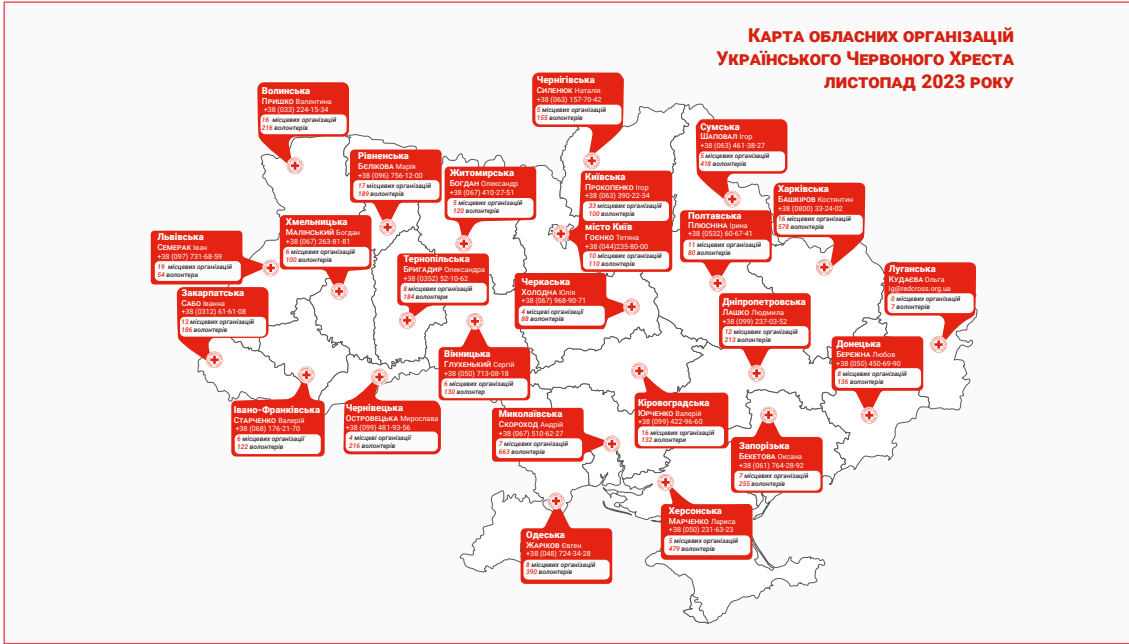 КАРТА ОБЛАСНИХ ОРГАНІЗАЦІЙ
УКРАЇНСЬКОГО ЧЕРВОНОГО ХРЕСТА
ЛИСТОПАД 2023 РОКУ
Волинська
ПРИШКО Валентина
+38 (033) 224-15-34
16 місцевих організацій
216 волонтерів
Чернігівська
СИЛЕНЮК Наталія
+38 (063) 157-70-42
5 місцевих організацій
155 волонтерів
Сумська
ШАПОВАЛ Ігор
+38 (063) 461-38-27
5 місцевих організацій
418 волонтерів
Рівненська
БЄЛІКОВА Марія
+38 (096) 756-12-00
17 місцевих організацій
189 волонтерів
Житомирська
БОГДАН Олександр
+38 (067) 410-27-51
5 місцевих організацій
120 волонтерів
Київська
ПРОКОПЕНКО Ігор
+38 (063) 390-22-34
33 місцевих організацій
100 волонтерів
місто Київ
ГОЄНКО Тетяна
+38 (044)235-80-00
10 місцевих організацій
110 волонтерів
Харківська
БАШКІРОВ Костянтин
+38 (0800) 33-24-02
16 місцевих організацій
578 волонтерів
Полтавська
ПЛЮСНІНА Ірина
+38 (0532) 60-67-41
11 місцевих організацій
80 волонтерів
Хмельницька
МАЛІНСЬКИЙ Богдан
+38 (067) 263-81-81
6 місцевих організацій
100 волонтерів
Львівська
СЕМЕРАК Іван
+38 (097) 731-68-59
19 місцевих організацій
54 волонтера
Тернопільська
БРИГАДИР Олександра
+38 (0352) 52-10-62
8 місцевих організацій
184 волонтери
Черкаська
ХОЛОДНА Юлія
+38 (067) 968-90-71
4 місцеві організації
88 волонтерів
Луганська
КУДАЄВА Ольга
lg@redcross.org.ua
0 місцевих організацій
7 волонтерів
Закарпатська
САБО Іванна
+38 (0312) 61-61-08
13 місцевих організацій
186 волонтерів
Дніпропетровська
ЛАШКО Людмила
+38 (099) 237-03-52
12 місцевих організацій
213 волонтерів
Донецька
БЕРЕЖНА Любов
+38 (050) 450-69-90
8 місцевих організацій
136 волонтерів
Вінницька
ГЛУХЕНЬКИЙ Сергій
+38 (050) 713-08-18
6 місцевих організацій
130 волонтер
Івано-Франківська
СТАРЧЕНКО Валерій
+38 (068) 176-21-70
6 місцевих організації
122 волонтерів
Чернівецька
ОСТРОВЕЦЬКА Мирослава
+38 (099) 481-93-56
4 місцеві організації
216 волонтерів
Миколаївська
СКОРОХОД Андрій
+38 (067) 510-62-27
7 місцевих організацій
663 волонтерів
Кіровоградська
ЮРЧЕНКО Валерій
+38 (099) 422-96-60
16 місцевих організацій
132 волонтери
Запорізька
БЕКЕТОВА Оксана
+38 (061) 764-28-92
7 місцевих організацій
255 волонтерів
Херсонська
МАРЧЕНКО Лариса
+38 (050) 231-63-23
5 місцевих організацій
479 волонтерів
Одеська
ЖАРІКОВ Євген
+38 (048) 724-34-28
8 місцевих організацій
390 волонтерів